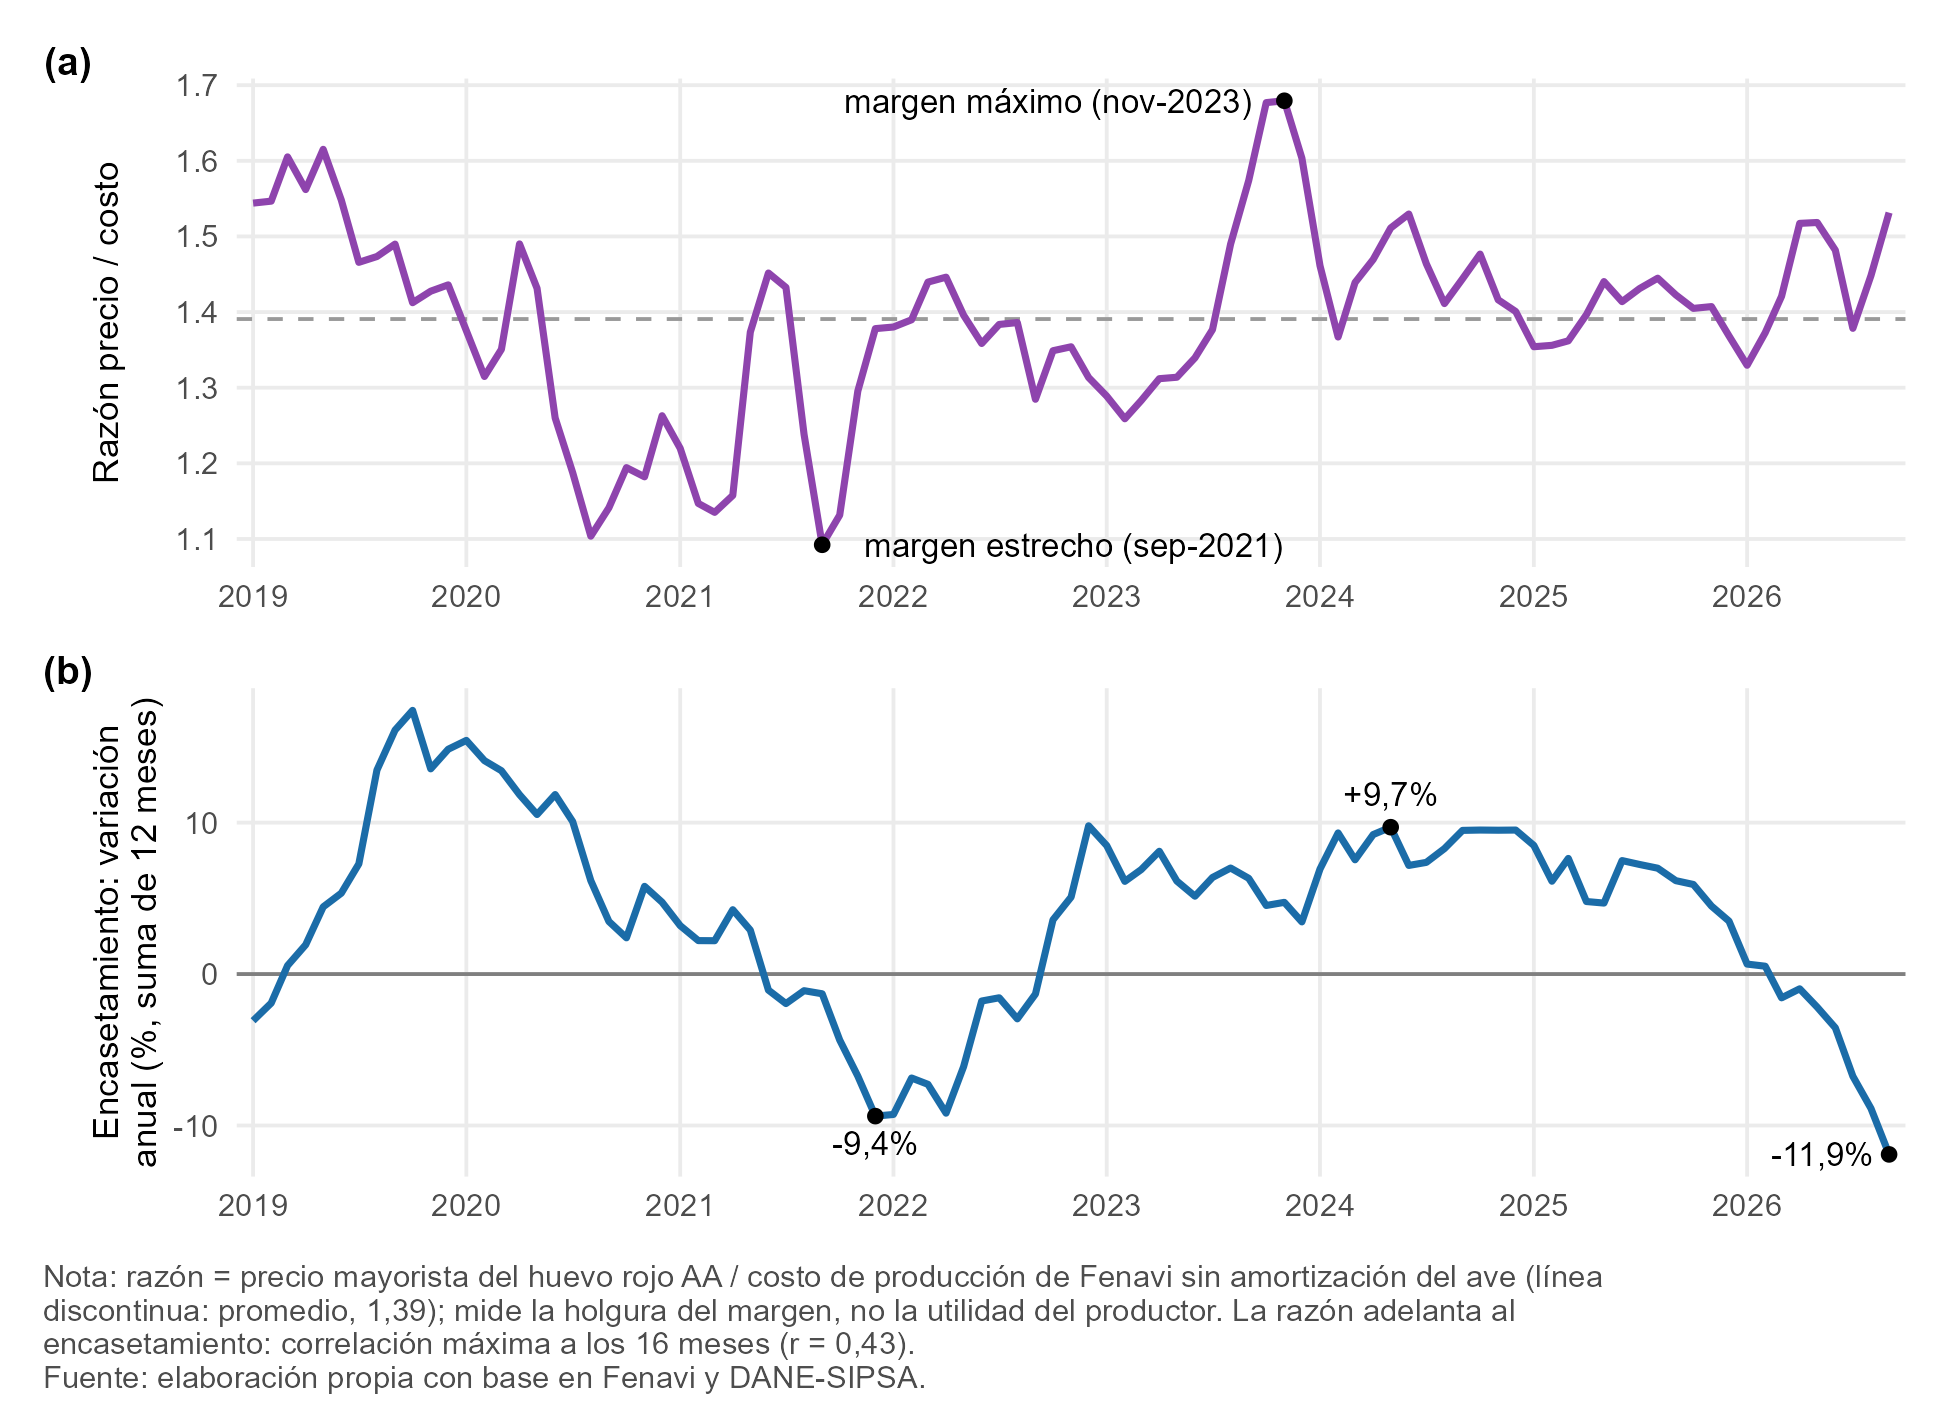 (a)
Razón precio / costo
1.7
1.6
1.5
1.4
1.3
1.2
1.1
margen máximo (nov-2023)
margen estrecho (sep-2021)
2019 2020 2021 2022 2023 2024 2025 2026
(b)
Encasetamiento: variación
anual (%, suma de 12 meses)
10
0
-10
+9,7%
-9,4%
-11,9%
2019 2020 2021 2022 2023 2024 2025 2026
Nota: razón = precio mayorista del huevo rojo AA / costo de producción de Fenavi sin amortización del ave (línea
discontinua: promedio, 1,39); mide la holgura del margen, no la utilidad del productor. La razón adelanta al
encasetamiento: correlación máxima a los 16 meses (r = 0,43).
Fuente: elaboración propia con base en Fenavi y DANE-SIPSA.